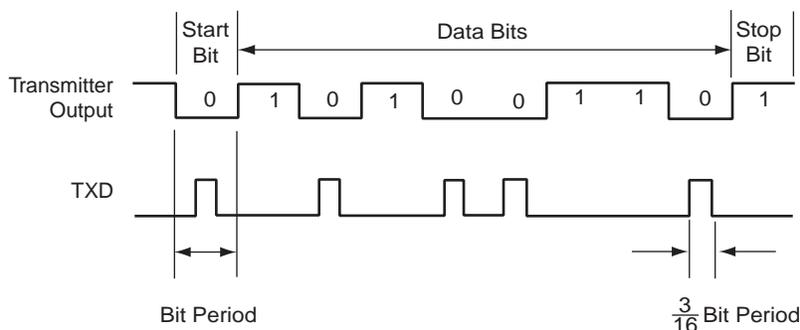 Start
Bit
Data Bits
Stop
Bit
Transmitter
Output
0 1 0 1 0 0 1 1 0 1
TXD
Bit Period
3/16 Bit Period